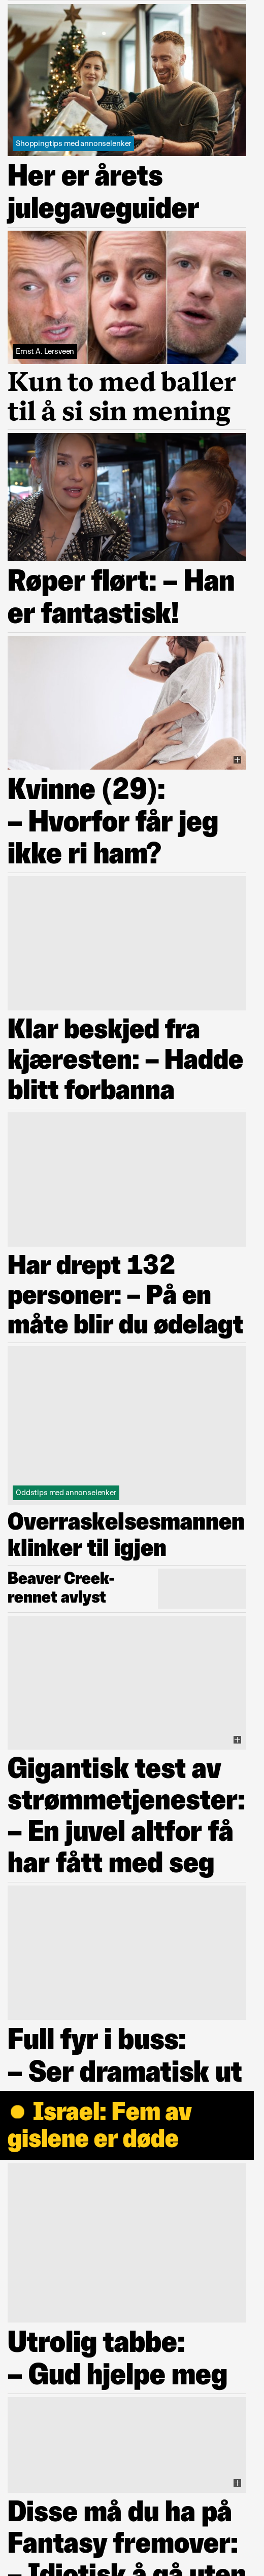 Shoppingtips med annonselenker
Her er årets
julegaveguider
Ernst A. Lersveen
Kun to med baller
til å si sin mening
Røper flørt: – Han
er fantastisk!
Kvinne (29):
– Hvorfor får jeg
ikke ri ham?
Klar beskjed fra
kjæresten: – Hadde
blitt forbanna
Har drept 132
personer: – På en
måte blir du ødelagt
Oddstips med annonselenker
Overraskelsesmannen
klinker til igjen
Beaver Creek-
rennet avlyst
Gigantisk test av
strømmetjenester:
– En juvel altfor få
har fått med seg
Full fyr i buss:
– Ser dramatisk ut
● Israel: Fem av
gislene er døde
Utrolig tabbe:
– Gud hjelpe meg
Disse må du ha på
Fantasy fremover:
– Idiotisk å gå uten